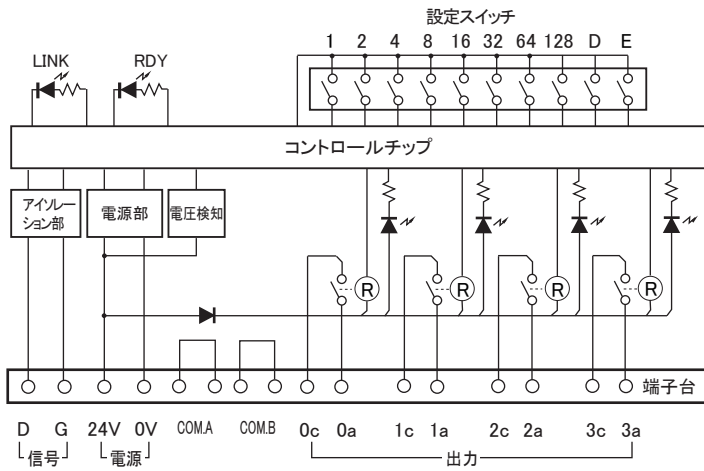 設定スイッチ
1 2 4 8 16 32 64 128 D E
LINK RDY
コントロールチップ
アイソレー
ション部
電源部
電圧検知
R R R R
端子台
D G 24V 0V COM.A COM.B 0c 0a 1c 1a 2c 2a 3c 3a
信号 電源 出力